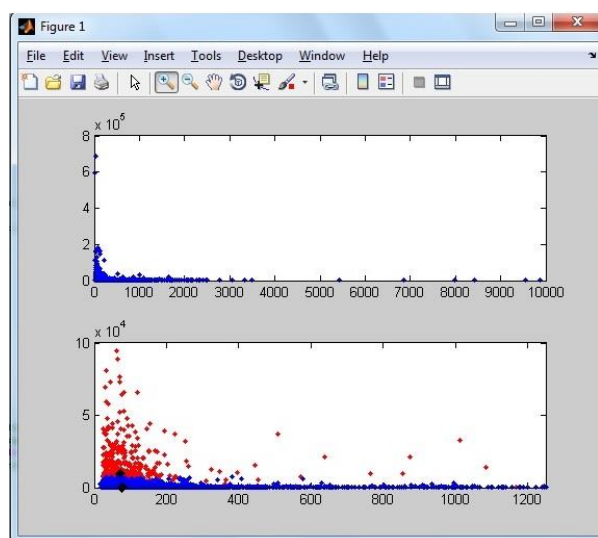 Figure 1
File Edit View Insert Tools Desktop Window Help
x 10^5
8
6
4
2
0
0 1000 2000 3000 4000 5000 6000 7000 8000 9000 10000
x 10^4
10
5
0
0 200 400 600 800 1000 1200